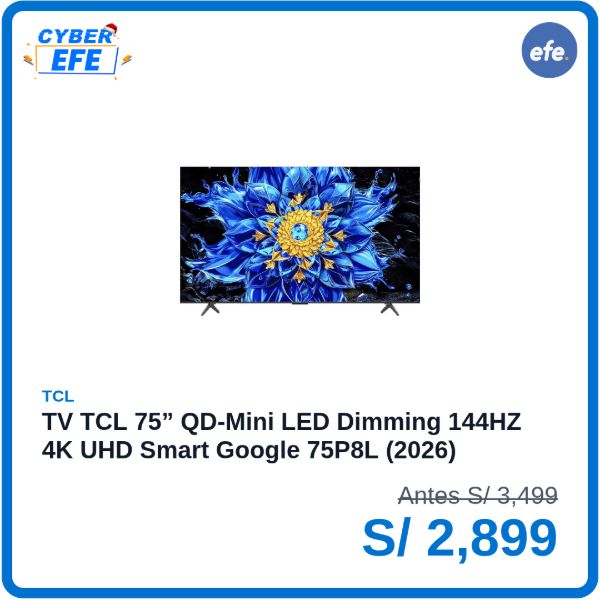 CYBER
EFE
efe.
TCL
TV TCL 75” QD-Mini LED Dimming 144HZ
4K UHD Smart Google 75P8L (2026)
Antes S/ 3,499
S/ 2,899